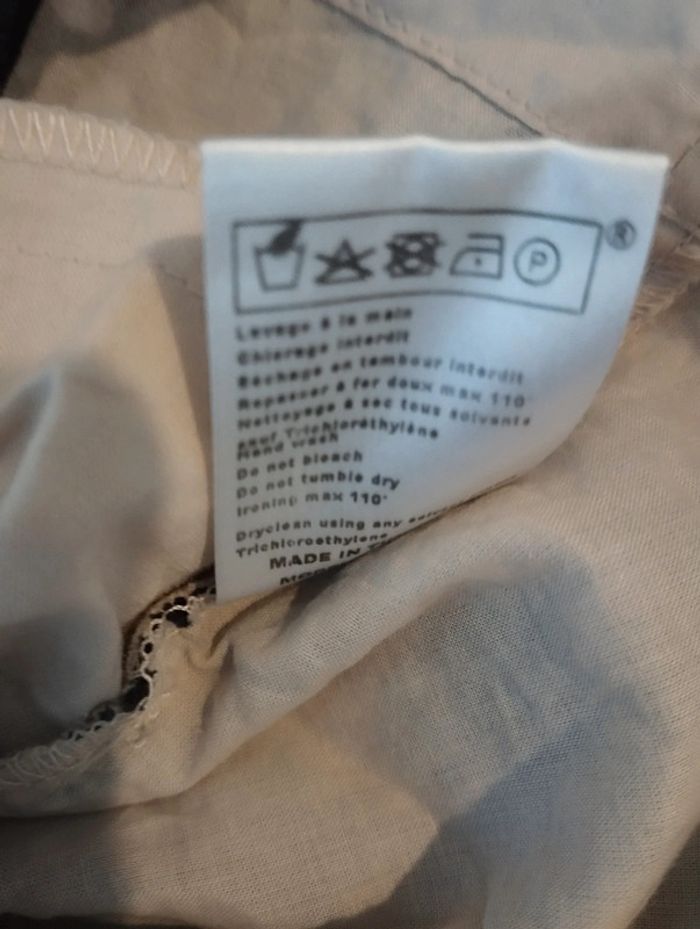 P ®
Lavage à la main
Chlorage interdit
Séchage en tambour interdit
Repasser à fer doux max 110°
Nettoyage à sec tous solvants
sauf Trichloréthylène
Hand wash
Do not bleach
Do not tumble dry
Ironing max 110°
Dryclean using any
Trichloroethylene
MADE IN